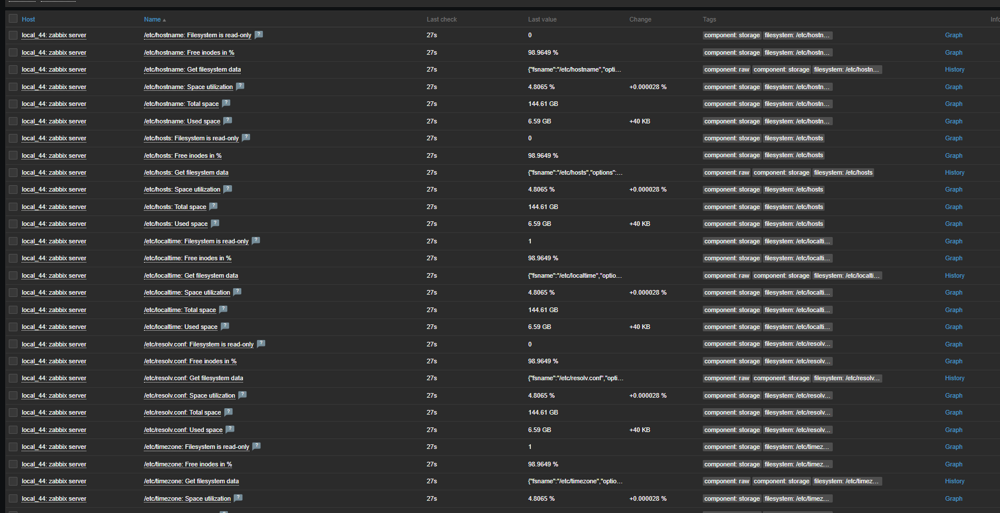 Host Name Last check Last value Change Tags
local_44: zabbix server /etc/hostname: Filesystem is read-only ? 27s 0 component: storage filesystem: /etc/hostn... Graph
local_44: zabbix server /etc/hostname: Free inodes in % 27s 98.9649 % component: storage filesystem: /etc/hostn... Graph
local_44: zabbix server /etc/hostname: Get filesystem data 27s {"fsname":"/etc/hostname","opti... component: raw component: storage filesystem: /etc/hostn... History
local_44: zabbix server /etc/hostname: Space utilization ? 27s 4.8065 % +0.000028 % component: storage filesystem: /etc/hostn... Graph
local_44: zabbix server /etc/hostname: Total space ? 27s 144.61 GB component: storage filesystem: /etc/hostn... Graph
local_44: zabbix server /etc/hostname: Used space ? 27s 6.59 GB +40 KB component: storage filesystem: /etc/hostn... Graph
local_44: zabbix server /etc/hosts: Filesystem is read-only ? 27s 0 component: storage filesystem: /etc/hosts Graph
local_44: zabbix server /etc/hosts: Free inodes in % 27s 98.9649 % component: storage filesystem: /etc/hosts Graph
local_44: zabbix server /etc/hosts: Get filesystem data 27s {"fsname":"/etc/hosts","options":... component: raw component: storage filesystem: /etc/hosts History
local_44: zabbix server /etc/hosts: Space utilization ? 27s 4.8065 % +0.000028 % component: storage filesystem: /etc/hosts Graph
local_44: zabbix server /etc/hosts: Total space ? 27s 144.61 GB component: storage filesystem: /etc/hosts Graph
local_44: zabbix server /etc/hosts: Used space ? 27s 6.59 GB +40 KB component: storage filesystem: /etc/hosts Graph
local_44: zabbix server /etc/localtime: Filesystem is read-only ? 27s 1 component: storage filesystem: /etc/localti... Graph
local_44: zabbix server /etc/localtime: Free inodes in % 27s 98.9649 % component: storage filesystem: /etc/localti... Graph
local_44: zabbix server /etc/localtime: Get filesystem data 27s {"fsname":"/etc/localtime","optio... component: raw component: storage filesystem: /etc/localti... History
local_44: zabbix server /etc/localtime: Space utilization ? 27s 4.8065 % +0.000028 % component: storage filesystem: /etc/localti... Graph
local_44: zabbix server /etc/localtime: Total space ? 27s 144.61 GB component: storage filesystem: /etc/localti... Graph
local_44: zabbix server /etc/localtime: Used space ? 27s 6.59 GB +40 KB component: storage filesystem: /etc/localti... Graph
local_44: zabbix server /etc/resolv.conf: Filesystem is read-only ? 27s 0 component: storage filesystem: /etc/resolv... Graph
local_44: zabbix server /etc/resolv.conf: Free inodes in % 27s 98.9649 % component: storage filesystem: /etc/resolv... Graph
local_44: zabbix server /etc/resolv.conf: Get filesystem data 27s {"fsname":"/etc/resolv.conf","opti... component: raw component: storage filesystem: /etc/resolv... History
local_44: zabbix server /etc/resolv.conf: Space utilization ? 27s 4.8065 % +0.000028 % component: storage filesystem: /etc/resolv... Graph
local_44: zabbix server /etc/resolv.conf: Total space ? 27s 144.61 GB component: storage filesystem: /etc/resolv... Graph
local_44: zabbix server /etc/resolv.conf: Used space ? 27s 6.59 GB +40 KB component: storage filesystem: /etc/resolv... Graph
local_44: zabbix server /etc/timezone: Filesystem is read-only ? 27s 1 component: storage filesystem: /etc/timez... Graph
local_44: zabbix server /etc/timezone: Free inodes in % 27s 98.9649 % component: storage filesystem: /etc/timez... Graph
local_44: zabbix server /etc/timezone: Get filesystem data 27s {"fsname":"/etc/timezone","optio... component: raw component: storage filesystem: /etc/timez... History
local_44: zabbix server /etc/timezone: Space utilization ? 27s 4.8065 % +0.000028 % component: storage filesystem: /etc/timez... Graph